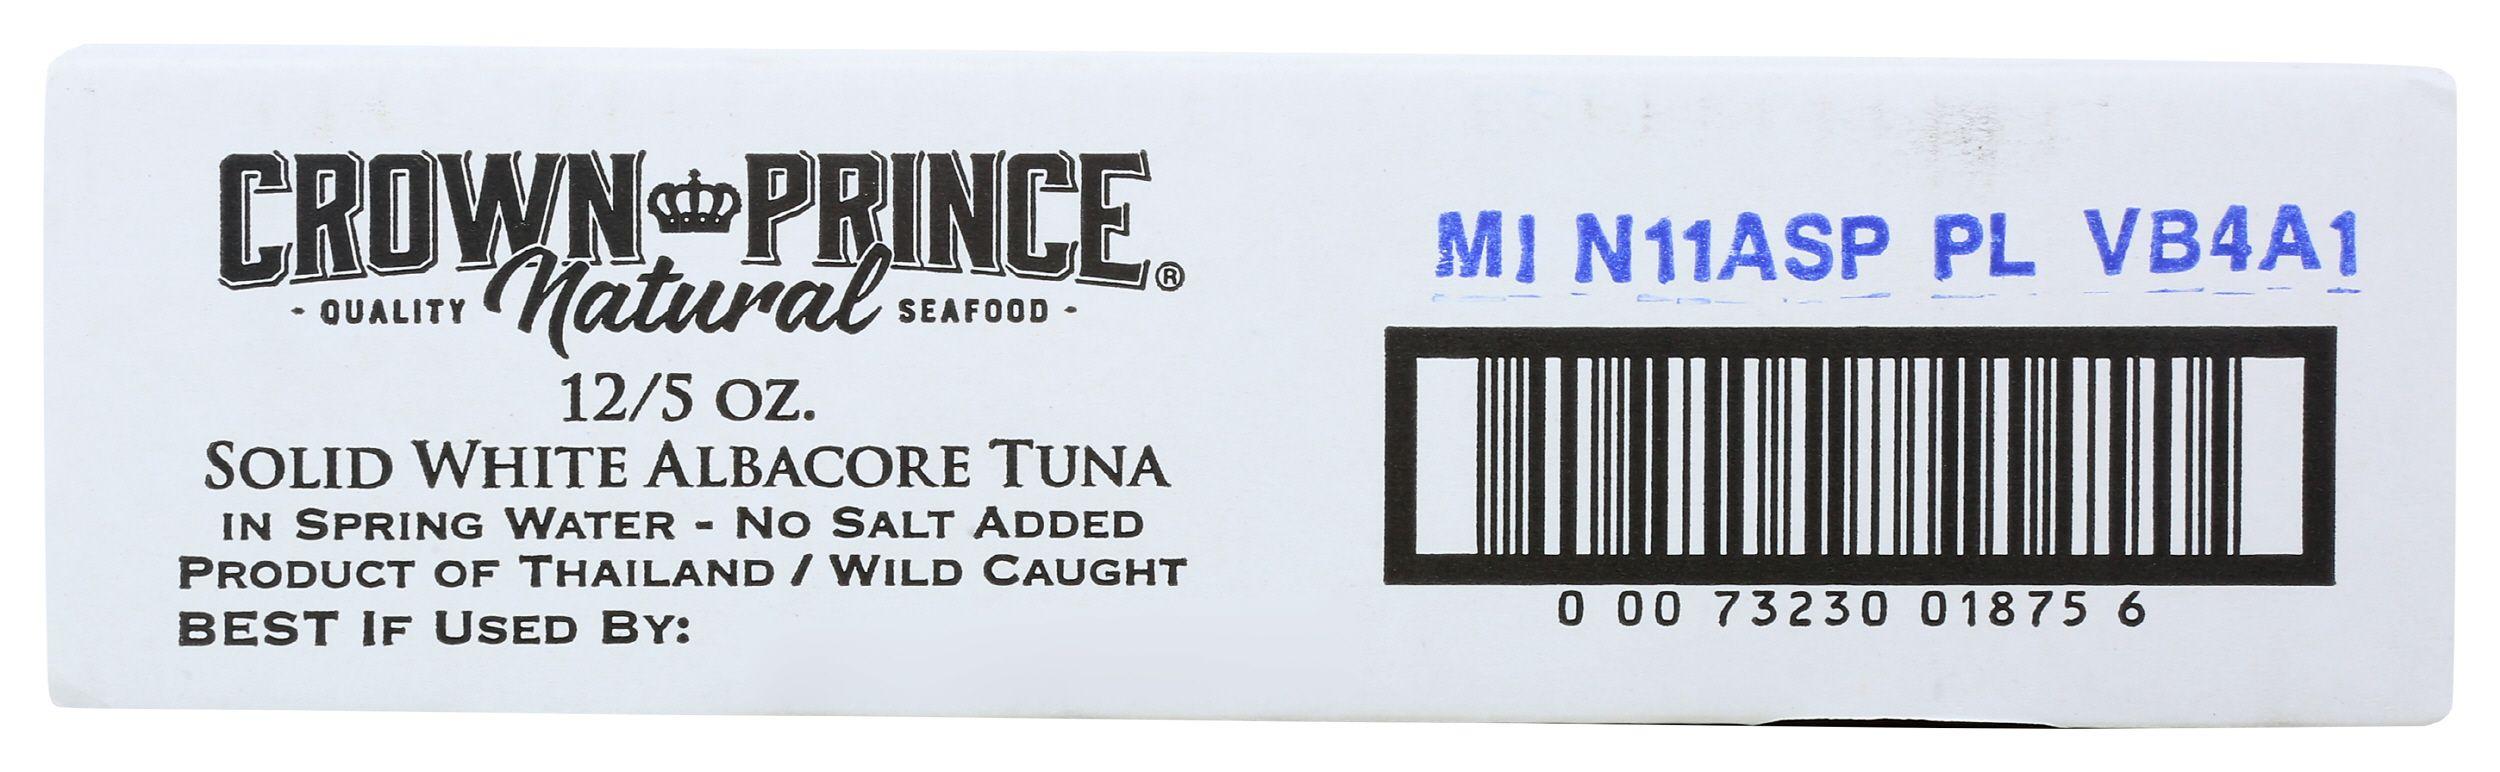 CROWN PRINCE®
- QUALITY Natural SEAFOOD -
12/5 OZ.
SOLID WHITE ALBACORE TUNA
IN SPRING WATER - NO SALT ADDED
PRODUCT OF THAILAND / WILD CAUGHT
BEST IF USED BY:
MI N11ASP PL VB4A1
0 00 73230 01875 6